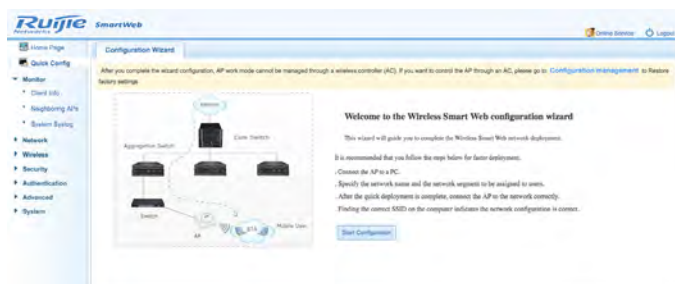 Ruijie SmartWeb
Networks
Online Service Logout
Home Page
Quick Config
Monitor
Client Info
Neighboring APs
System Syslog
Network
Wireless
Security
Authentication
Advanced
System
Configuration Wizard
After you complete the wizard configuration, AP work mode cannot be managed through a wireless controller (AC). If you want to control the AP through an AC, please go to Configuration management to Restore
factory settings
Internet
Core Switch
Aggregation Switch
Switch
AP
STA
Mobile User
Welcome to the Wireless Smart Web configuration wizard
This wizard will guide you to complete the Wireless Smart Web network deployment.
It is recommended that you follow the steps below for faster deployment.
. Connect the AP to a PC.
. Specify the network name and the network segment to be assigned to users.
. After the quick deployment is complete, connect the AP to the network correctly.
. Finding the correct SSID on the computer indicates the network configuration is correct.
Start Configuration